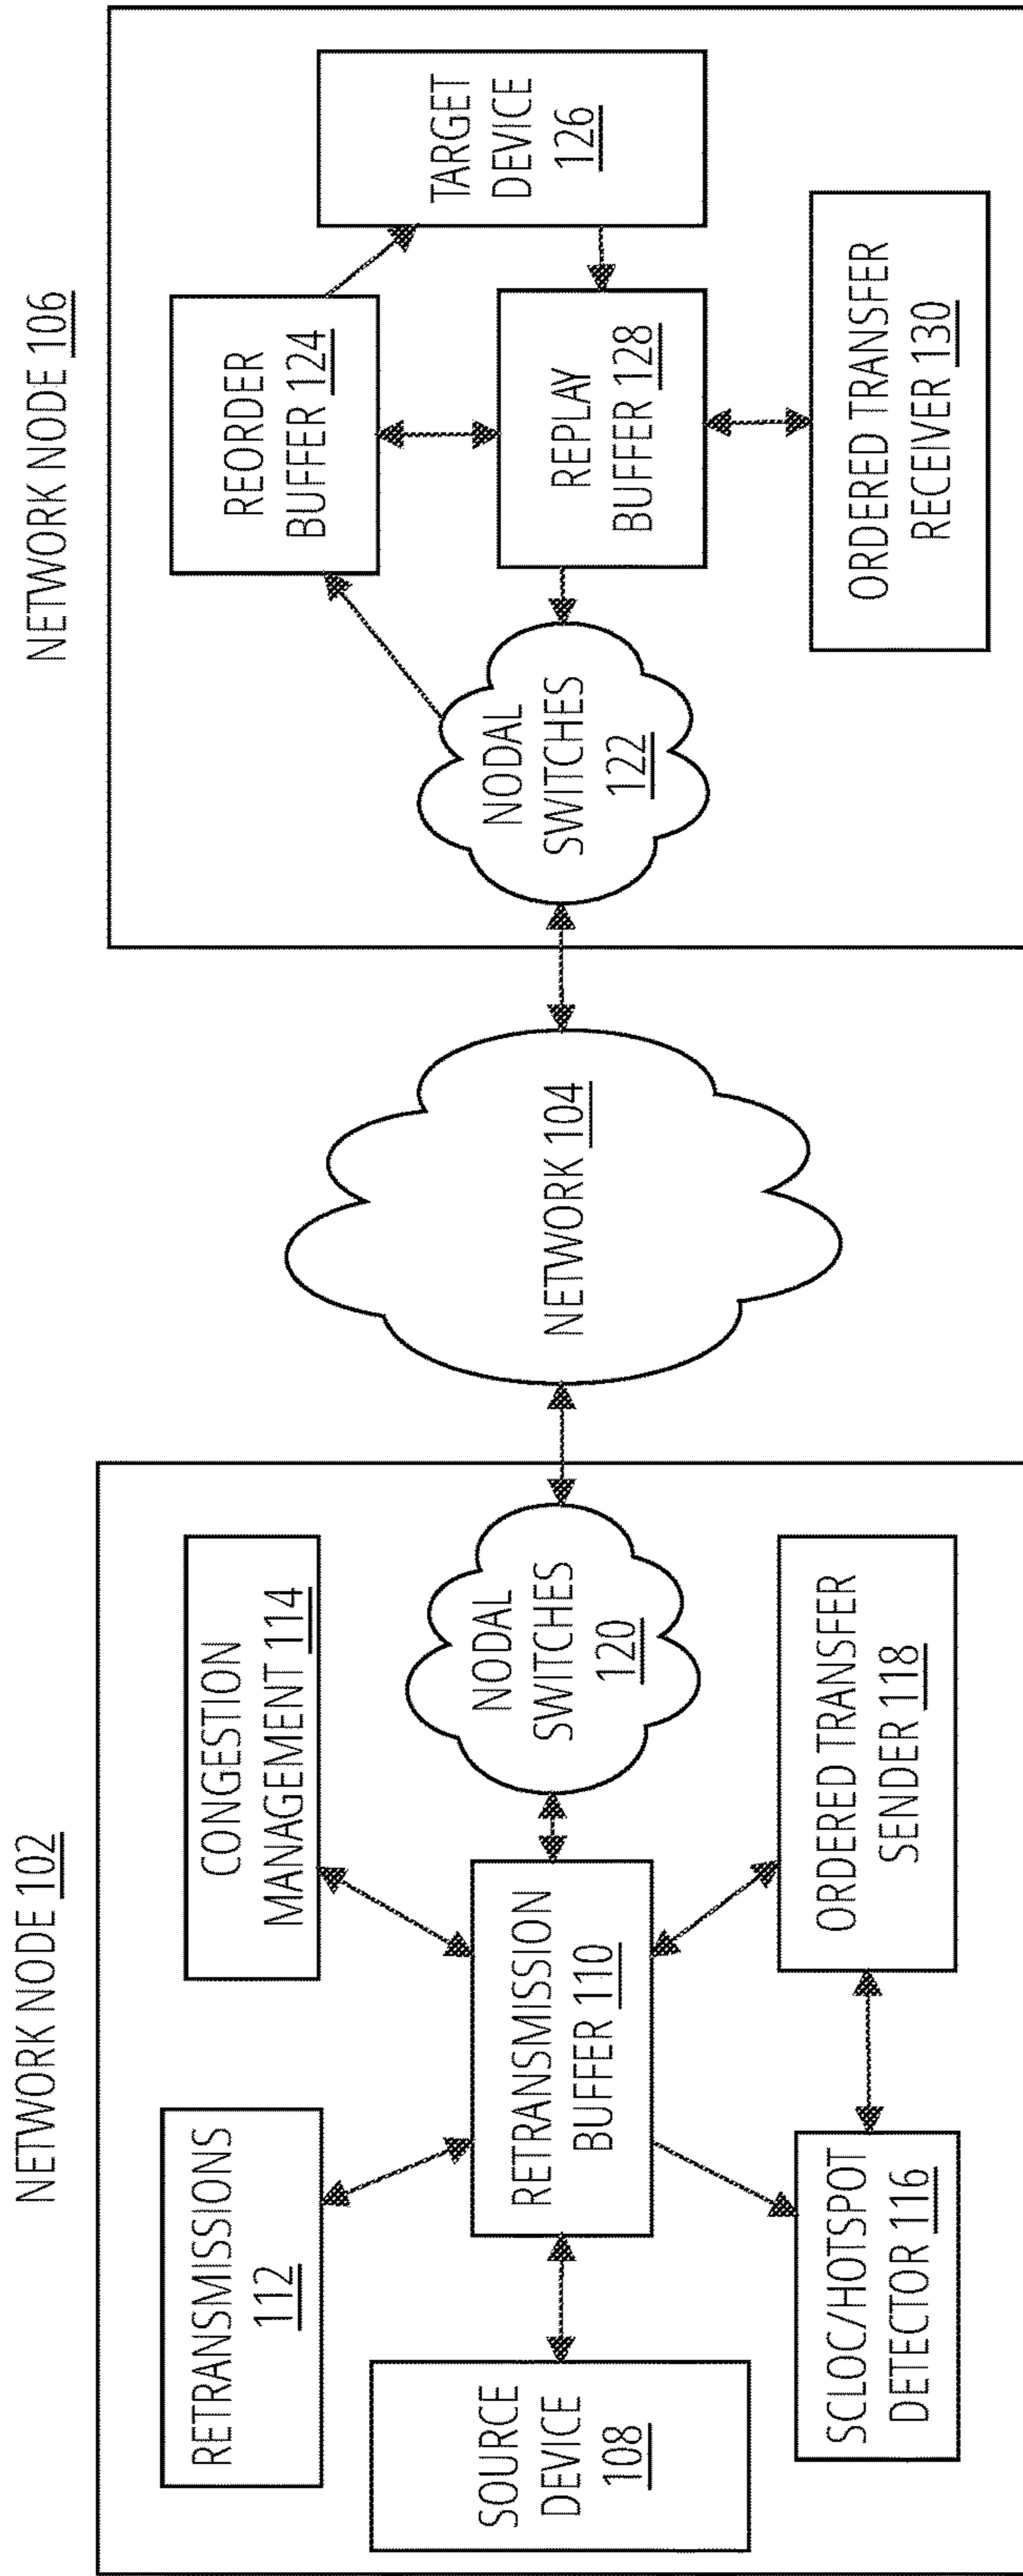 NETWORK NODE 102
RETRANSMISSIONS
112
CONGESTION
MANAGEMENT 114
SOURCE
DEVICE
108
RETRANSMISSION
BUFFER 110
NODAL
SWITCHES
120
SCLOC/HOTSPOT
DETECTOR 116
ORDERED TRANSFER
SENDER 118
NETWORK 104
NETWORK NODE 106
REORDER
BUFFER 124
TARGET
DEVICE
126
NODAL
SWITCHES
122
REPLAY
BUFFER 128
ORDERED TRANSFER
RECEIVER 130